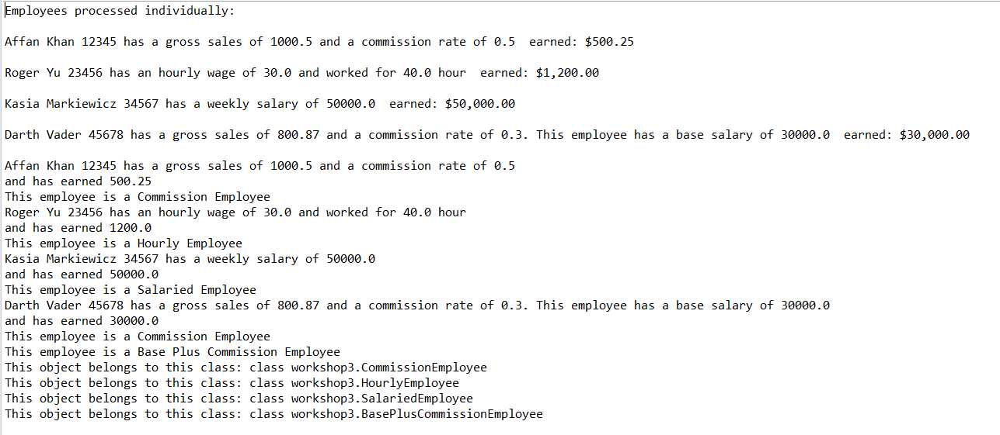 Employees processed individually:
Affan Khan 12345 has a gross sales of 1000.5 and a commission rate of 0.5  earned: $500.25
Roger Yu 23456 has an hourly wage of 30.0 and worked for 40.0 hour  earned: $1,200.00
Kasia Markiewicz 34567 has a weekly salary of 50000.0  earned: $50,000.00
Darth Vader 45678 has a gross sales of 800.87 and a commission rate of 0.3. This employee has a base salary of 30000.0  earned: $30,000.00
Affan Khan 12345 has a gross sales of 1000.5 and a commission rate of 0.5
and has earned 500.25
This employee is a Commission Employee
Roger Yu 23456 has an hourly wage of 30.0 and worked for 40.0 hour
and has earned 1200.0
This employee is a Hourly Employee
Kasia Markiewicz 34567 has a weekly salary of 50000.0
and has earned 50000.0
This employee is a Salaried Employee
Darth Vader 45678 has a gross sales of 800.87 and a commission rate of 0.3. This employee has a base salary of 30000.0
and has earned 30000.0
This employee is a Commission Employee
This employee is a Base Plus Commission Employee
This object belongs to this class: class workshop3.CommissionEmployee
This object belongs to this class: class workshop3.HourlyEmployee
This object belongs to this class: class workshop3.SalariedEmployee
This object belongs to this class: class workshop3.BasePlusCommissionEmployee